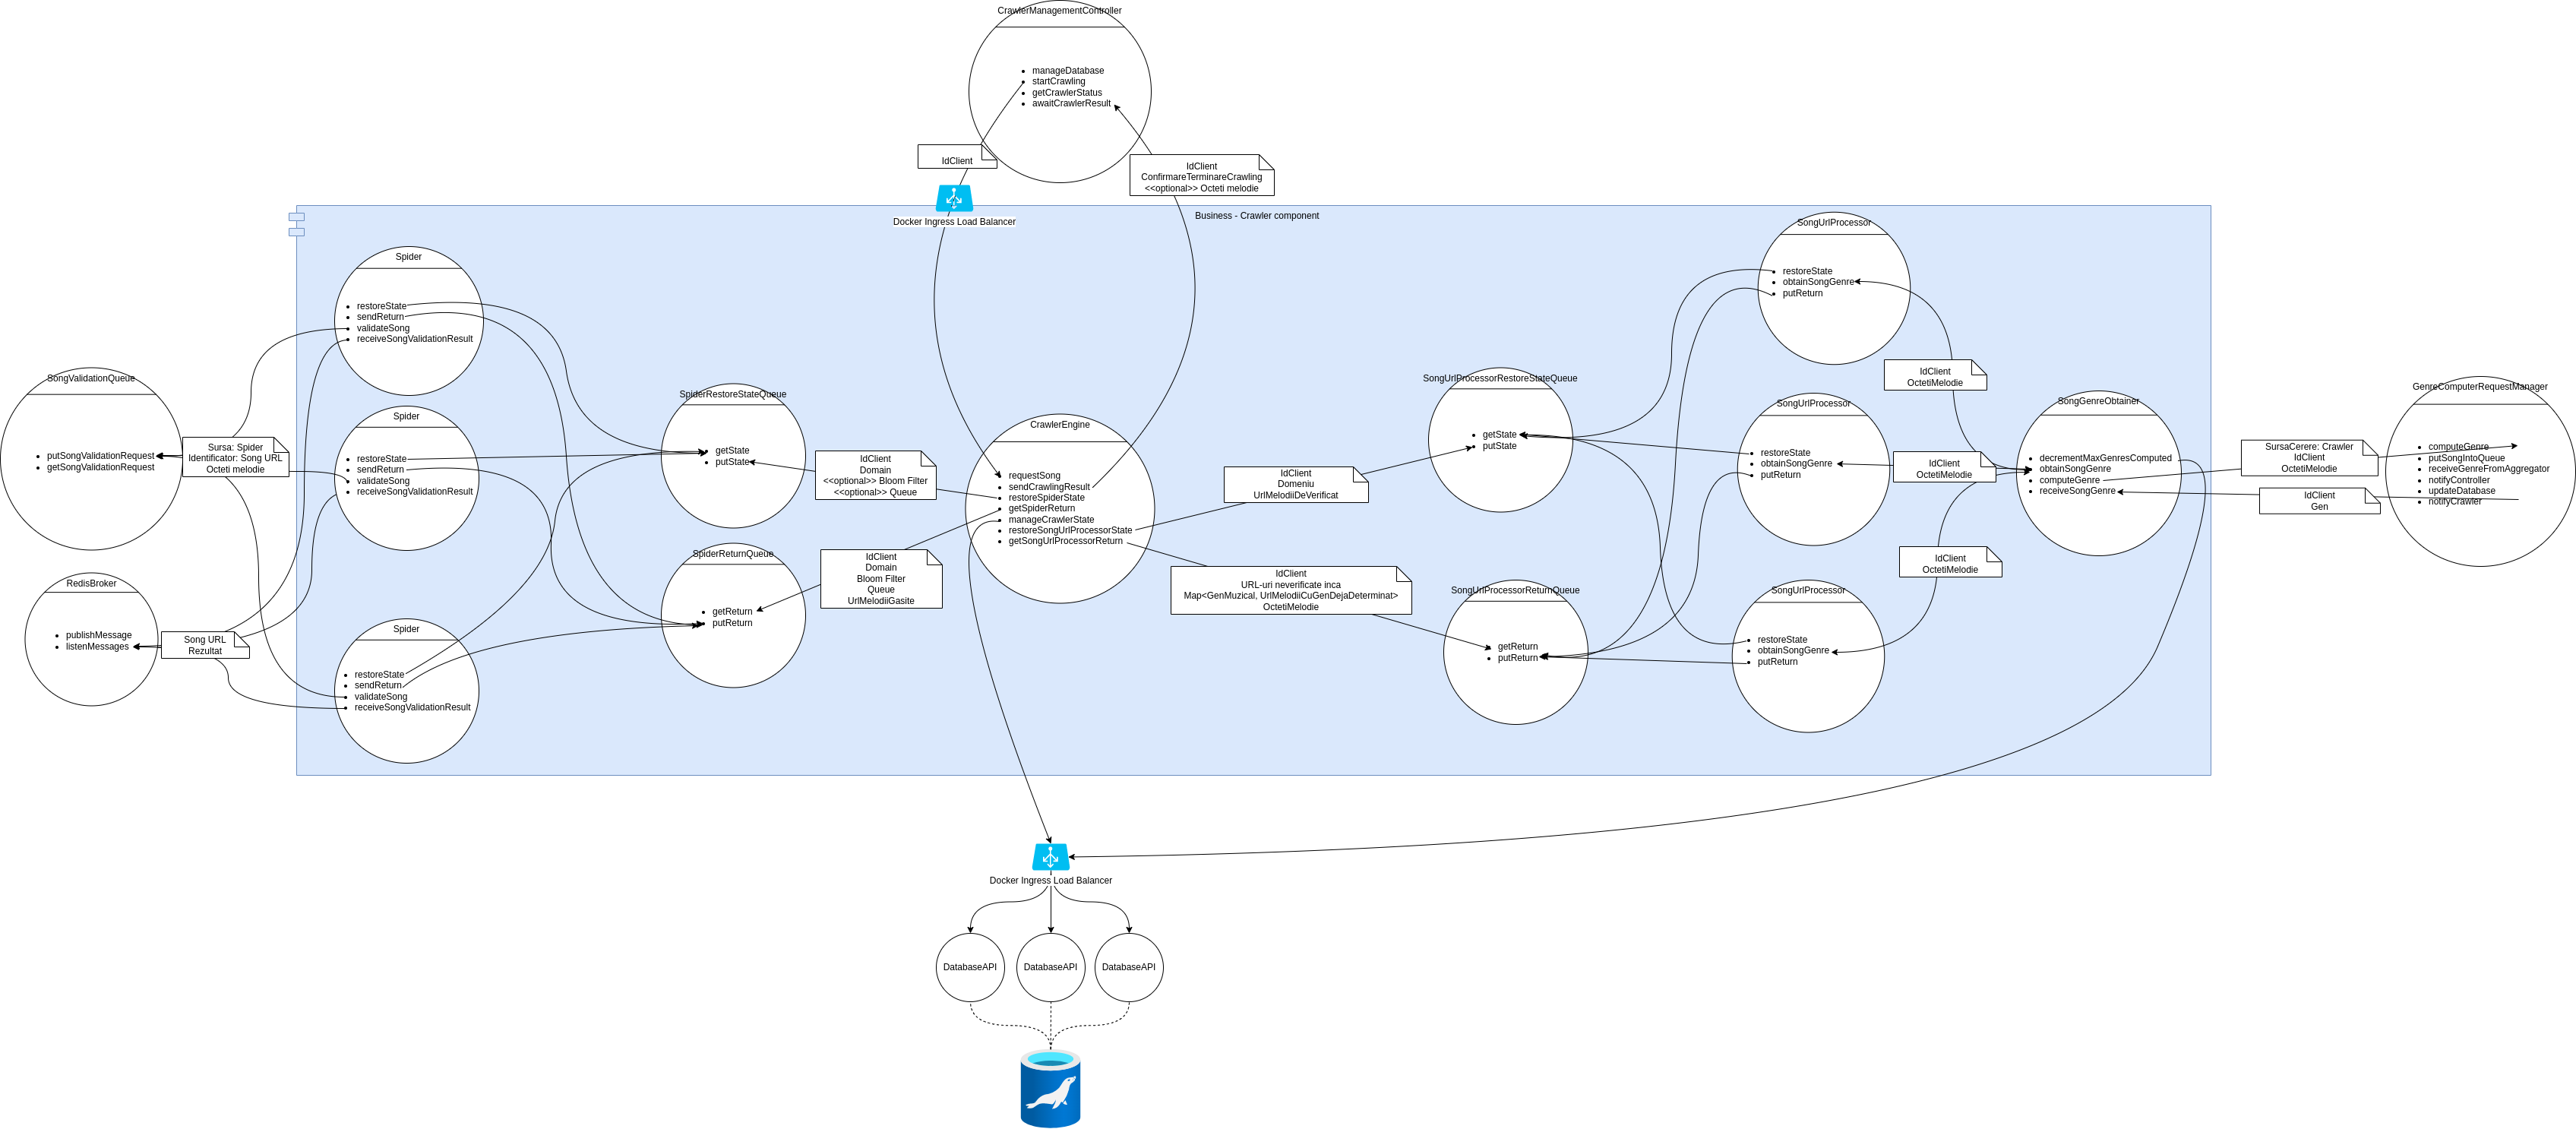 CrawlerManagementController
manageDatabase
startCrawling
getCrawlerStatus
awaitCrawlerResult
IdClient
IdClient
ConfirmareTerminareCrawling
<<optional>> Octeti melodie
Docker Ingress Load Balancer
Business - Crawler component
Spider
restoreState
sendReturn
validateSong
receiveSongValidationResult
SongValidationQueue
putSongValidationRequest
getSongValidationRequest
Sursa: Spider
Identificator: Song URL
Octeti melodie
Spider
restoreState
sendReturn
validateSong
receiveSongValidationResult
RedisBroker
publishMessage
listenMessages
Song URL
Rezultat
Spider
restoreState
sendReturn
validateSong
receiveSongValidationResult
SpiderRestoreStateQueue
getState
putState
IdClient
Domain
<<optional>> Bloom Filter
<<optional>> Queue
SpiderReturnQueue
getReturn
putReturn
IdClient
Domain
Bloom Filter
Queue
UrlMelodiiGasite
CrawlerEngine
requestSong
sendCrawlingResult
restoreSpiderState
getSpiderReturn
manageCrawlerState
restoreSongUrlProcessorState
getSongUrlProcessorReturn
IdClient
Domeniu
UrlMelodiiDeVerificat
IdClient
URL-uri neverificate inca
Map<GenMuzical, UrlMelodiiCuGenDejaDeterminat>
OctetiMelodie
SongUrlProcessorRestoreStateQueue
getState
putState
SongUrlProcessorReturnQueue
getReturn
putReturn
SongUrlProcessor
restoreState
obtainSongGenre
putReturn
IdClient
OctetiMelodie
SongUrlProcessor
restoreState
obtainSongGenre
putReturn
IdClient
OctetiMelodie
SongUrlProcessor
restoreState
obtainSongGenre
putReturn
IdClient
OctetiMelodie
SongGenreObtainer
decrementMaxGenresComputed
obtainSongGenre
computeGenre
receiveSongGenre
SursaCerere: Crawler
IdClient
OctetiMelodie
IdClient
Gen
GenreComputerRequestManager
computeGenre
putSongIntoQueue
receiveGenreFromAggregator
notifyController
updateDatabase
notifyCrawler
Docker Ingress Load Balancer
DatabaseAPI
DatabaseAPI
DatabaseAPI